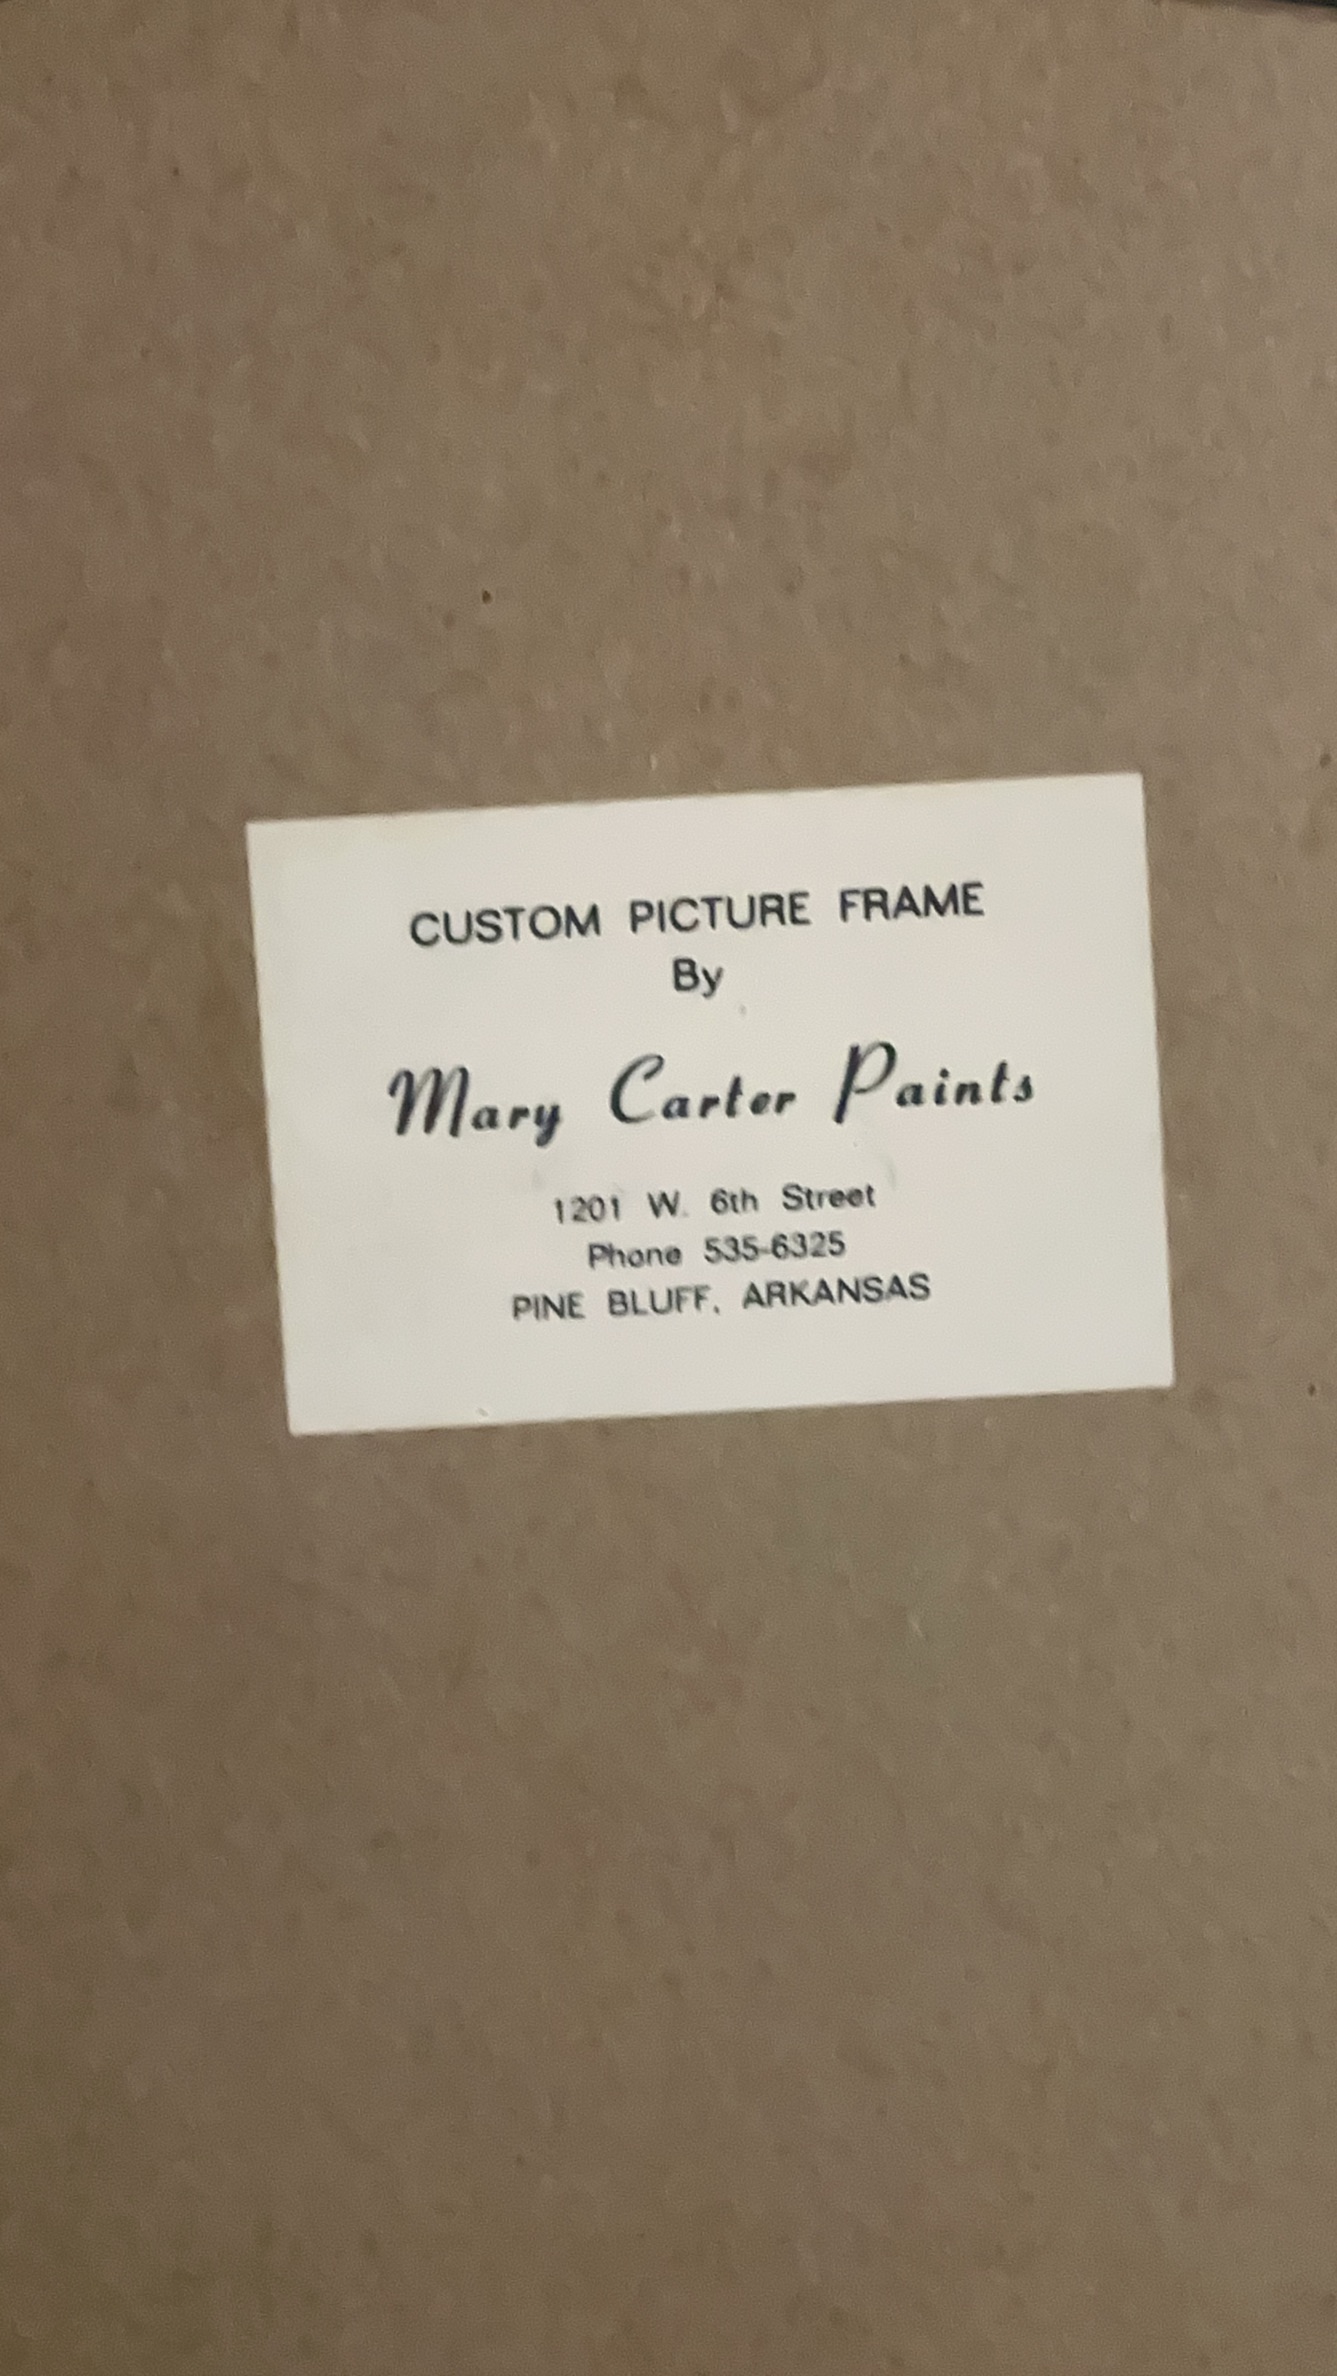 CUSTOM PICTURE FRAME
By
Mary Carter Paints
1201 W. 6th Street
Phone 535-6325
PINE BLUFF, ARKANSAS